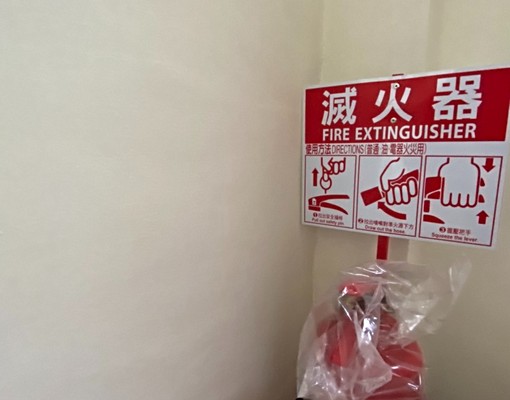 滅火器
FIRE EXTINGUISHER
使用方法 DIRECTIONS(普通·油·電器火災用)
Pull out safety pin
Draw out the hose
Squeeze the lever